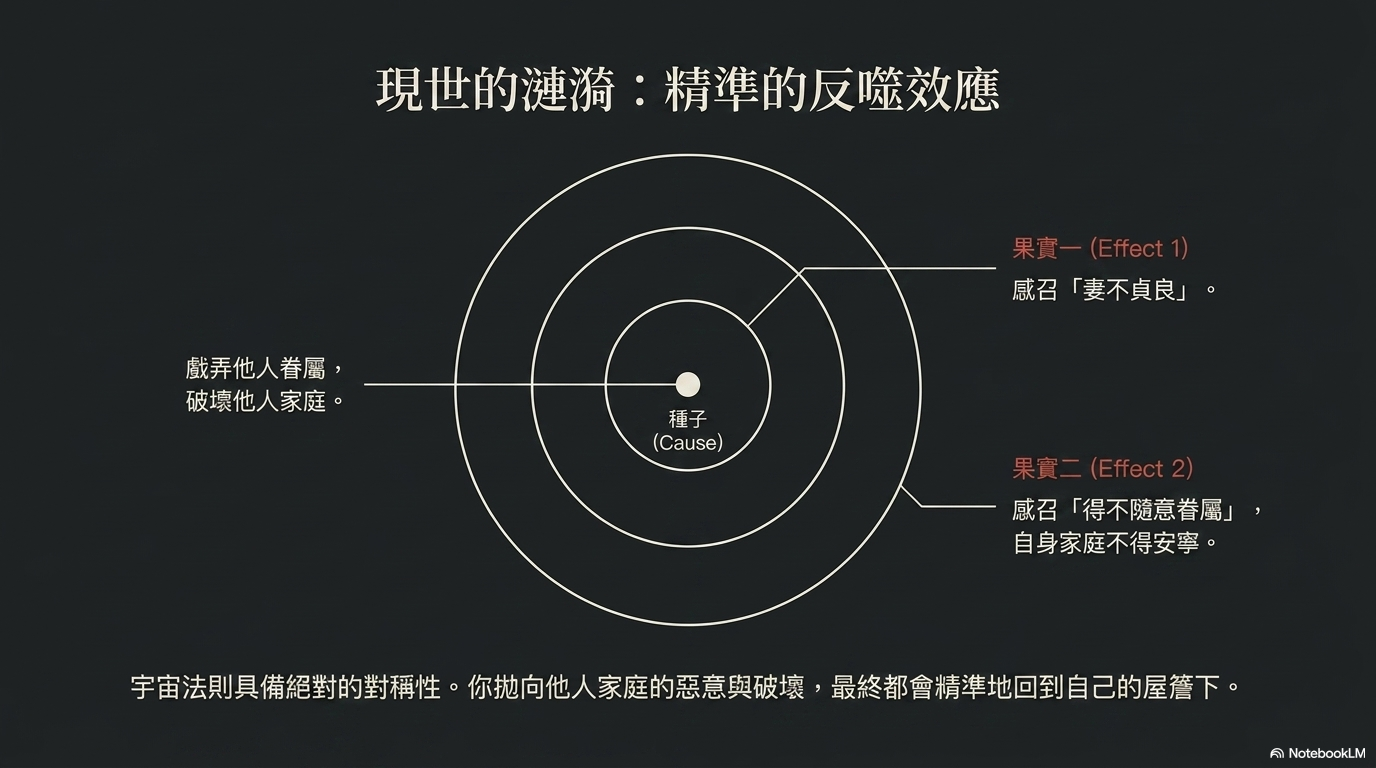 現世的漣漪：精準的反噬效應
戲弄他人眷屬，
破壞他人家庭。
種子
(Cause)
果實一 (Effect 1)
感召「妻不貞良」。
果實二 (Effect 2)
感召「得不隨意眷屬」，
自身家庭不得安寧。
宇宙法則具備絕對的對稱性。你拋向他人家庭的惡意與破壞，最終都會精準地回到自己的屋簷下。
NotebookLM